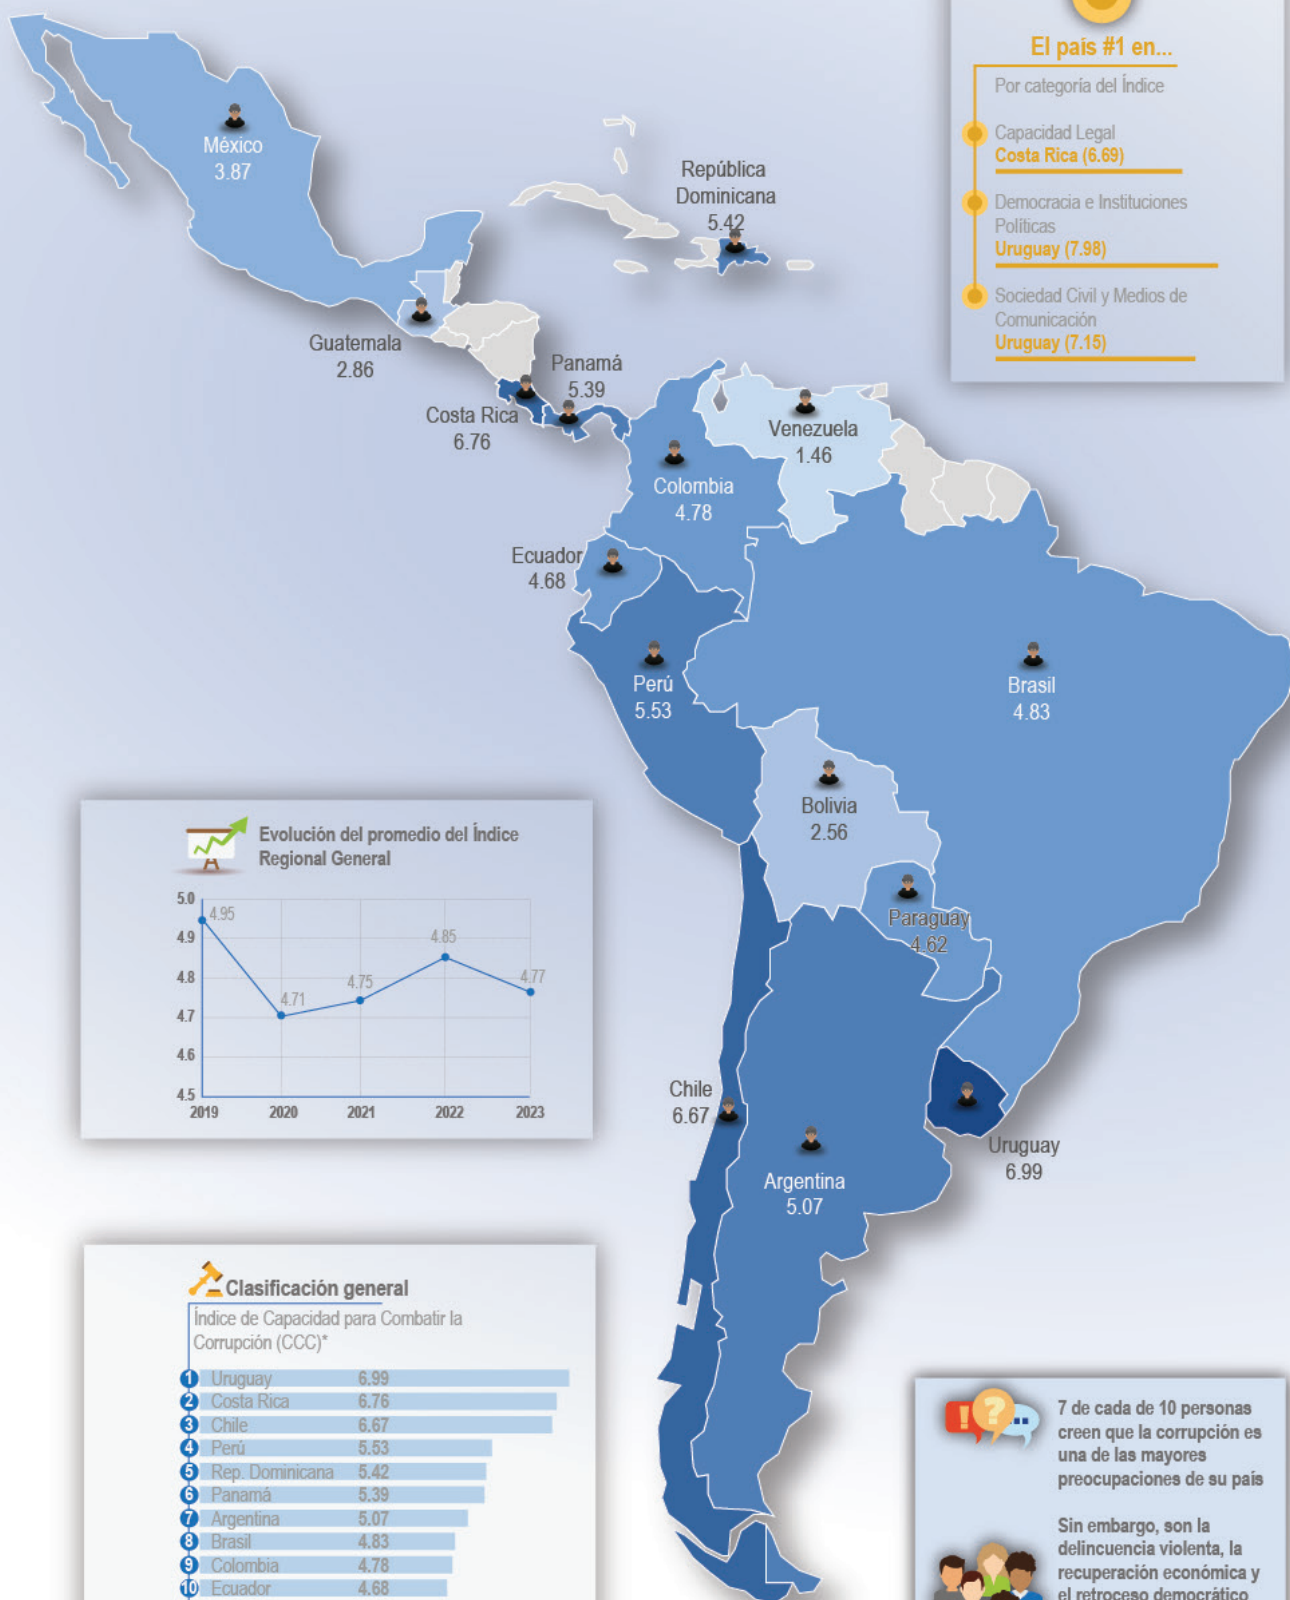 El país #1 en...
Por categoría del Índice
Capacidad Legal
Costa Rica (6.69)
Democracia e Instituciones
Políticas
Uruguay (7.98)
Sociedad Civil y Medios de
Comunicación
Uruguay (7.15)
México
3.87
República
Dominicana
5.42
Guatemala
2.86
Panamá
5.39
Costa Rica
6.76
Venezuela
1.46
Colombia
4.78
Ecuador
4.68
Perú
5.53
Brasil
4.83
Bolivia
2.56
Paraguay
4.62
Chile
6.67
Argentina
5.07
Uruguay
6.99
Evolución del promedio del Índice
Regional General
5.0
4.9
4.8
4.7
4.6
4.5
4.95
4.71
4.75
4.85
4.77
2019 2020 2021 2022 2023
Clasificación general
Índice de Capacidad para Combatir la
Corrupción (CCC)*
1 Uruguay 6.99
2 Costa Rica 6.76
3 Chile 6.67
4 Perú 5.53
5 Rep. Dominicana 5.42
6 Panamá 5.39
7 Argentina 5.07
8 Brasil 4.83
9 Colombia 4.78
10 Ecuador 4.68
7 de cada de 10 personas
creen que la corrupción es
una de las mayores
preocupaciones de su país
Sin embargo, son la
delincuencia violenta, la
recuperación económica y
el retroceso democrático